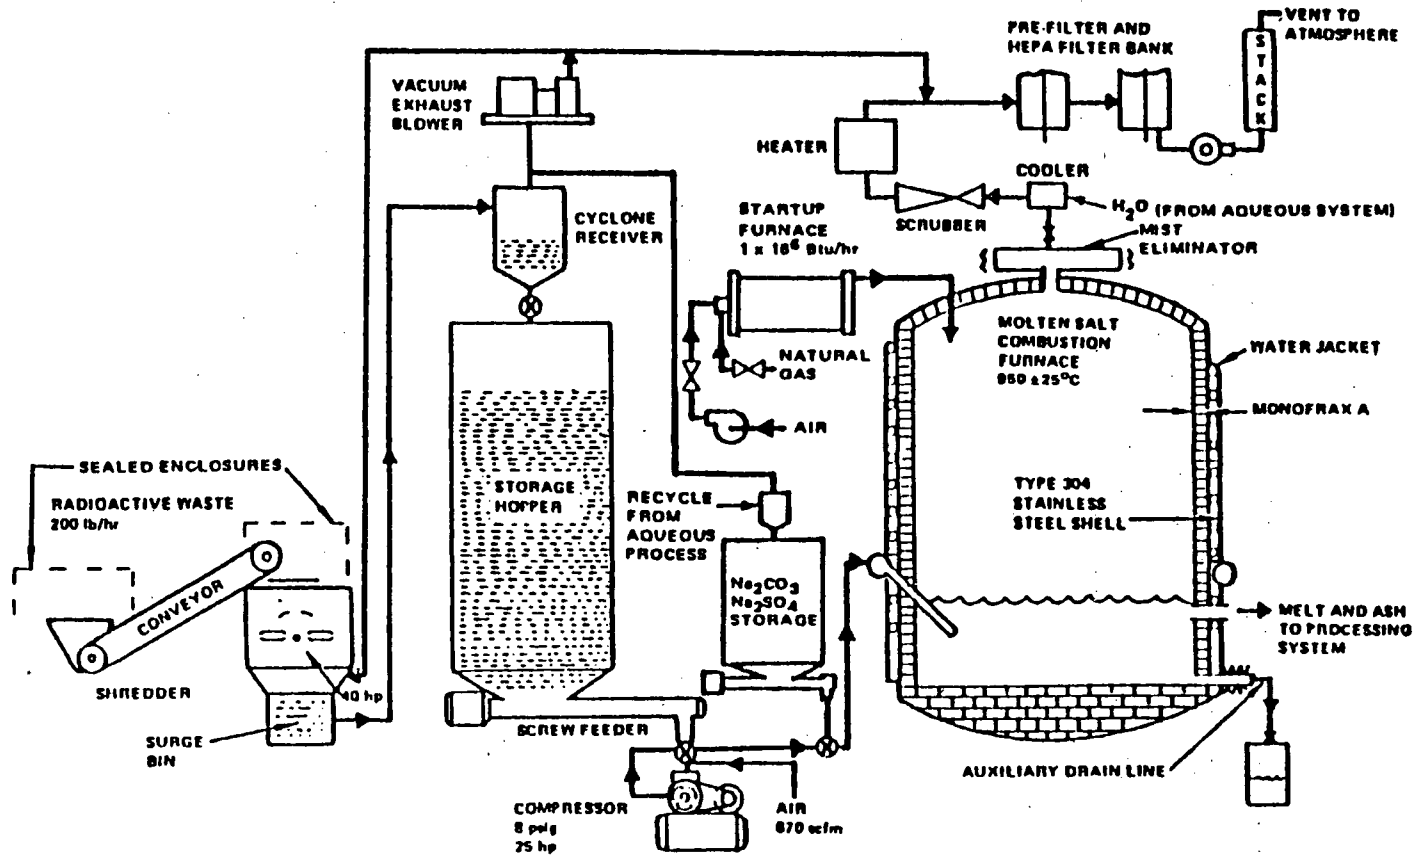 PRE-FILTER AND
HEPA FILTER BANK
VENT TO
ATMOSPHERE
STACK
VACUUM
EXHAUST
BLOWER
HEATER
COOLER
H2O (FROM AQUEOUS SYSTEM)
MIST
ELIMINATOR
SCRUBBER
CYCLONE
RECEIVER
STARTUP
FURNACE
1 x 10⁶ Btu/hr
NATURAL
GAS
AIR
MOLTEN SALT
COMBUSTION
FURNACE
950 ± 25°C
WATER JACKET
MONOFRAX A
TYPE 304
STAINLESS
STEEL SHELL
SEALED ENCLOSURES
RADIOACTIVE WASTE
200 lb/hr
STORAGE
HOPPER
RECYCLE
FROM
AQUEOUS
PROCESS
Na2CO3
Na2SO4
STORAGE
CONVEYOR
SHREDDER
40 hp
SURGE
BIN
SCREW FEEDER
MELT AND ASH
TO PROCESSING
SYSTEM
AUXILIARY DRAIN LINE
COMPRESSOR
8 psig
25 hp
AIR
670 scfm